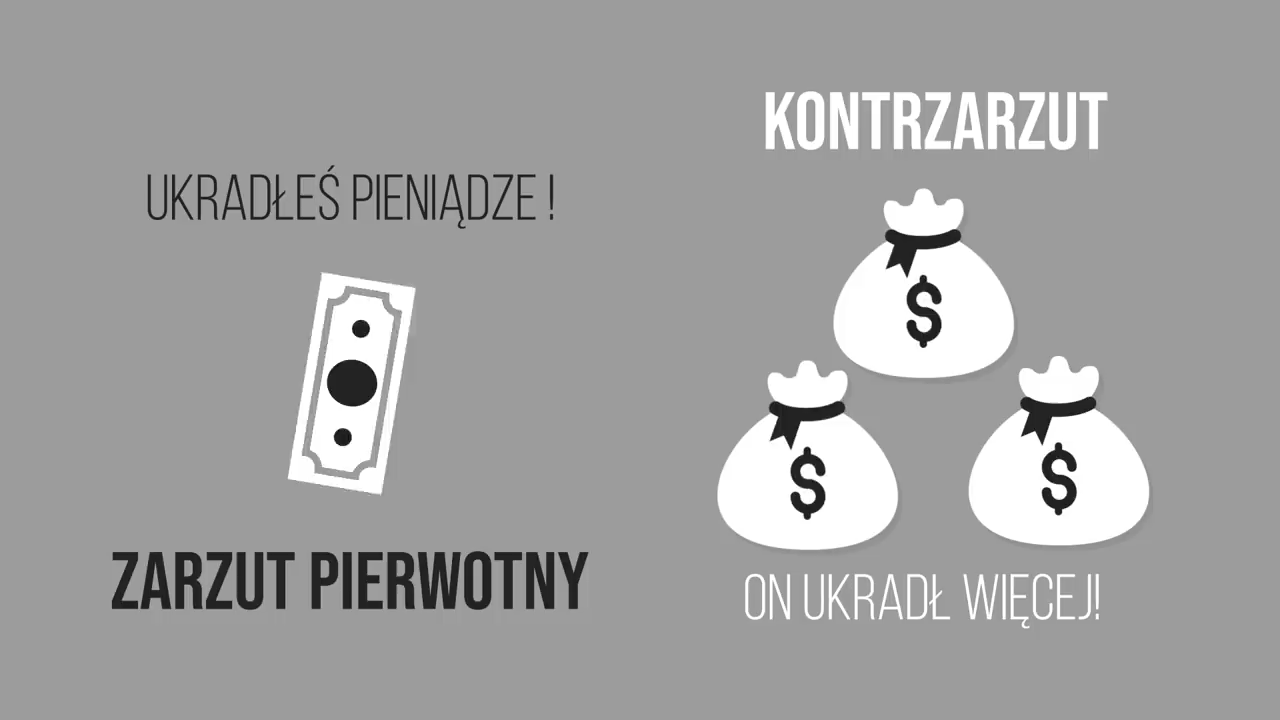 UKRADŁEŚ PIENIĄDZE !
ZARZUT PIERWOTNY
KONTRZARZUT
$
$
$
ON UKRADŁ WIĘCEJ!